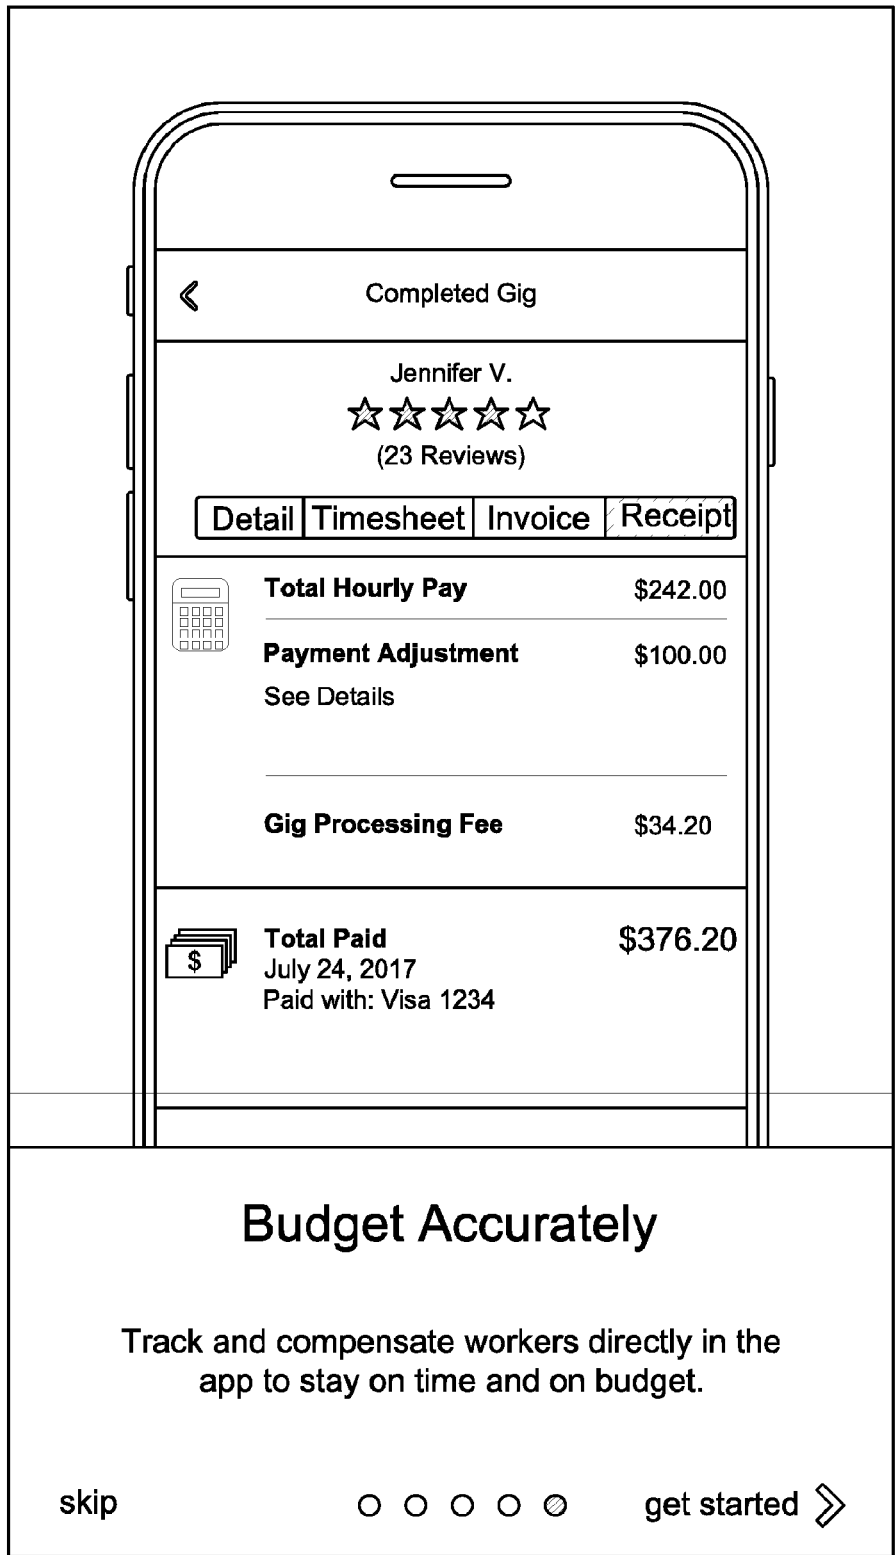 Completed Gig
Jennifer V.
(23 Reviews)
Detail Timesheet Invoice Receipt
Total Hourly Pay $242.00
Payment Adjustment $100.00
See Details
Gig Processing Fee $34.20
$ Total Paid $376.20
July 24, 2017
Paid with: Visa 1234
Budget Accurately
Track and compensate workers directly in the
app to stay on time and on budget.
skip get started